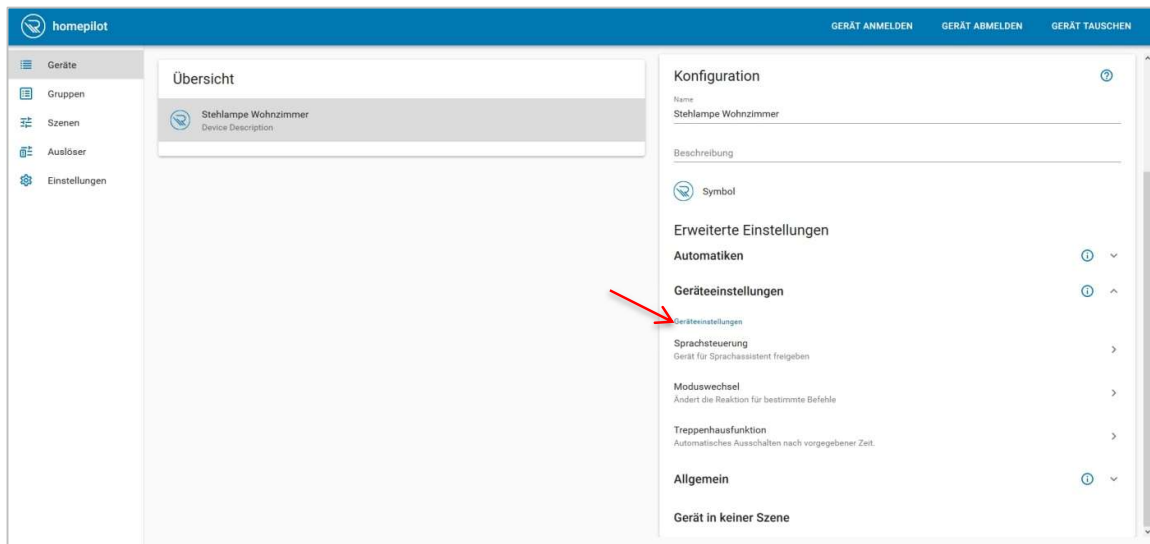 homepilot
GERÄT ANMELDEN
GERÄT ABMELDEN
GERÄT TAUSCHEN
Geräte
Gruppen
Szenen
Auslöser
Einstellungen
Übersicht
Stehlampe Wohnzimmer
Device Description
Konfiguration
Name
Stehlampe Wohnzimmer
Beschreibung
Symbol
Erweiterte Einstellungen
Automatiken
Geräteeinstellungen
Geräteeinstellungen
Sprachsteuerung
Gerät für Sprachassistent freigeben
Moduswechsel
Ändert die Reaktion für bestimmte Befehle
Treppenhausfunktion
Automatisches Ausschalten nach vorgegebener Zeit.
Allgemein
Gerät in keiner Szene